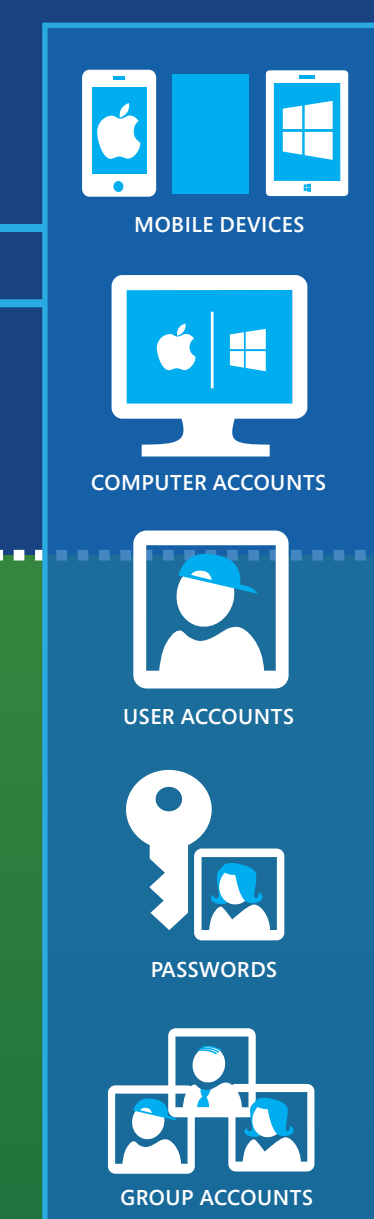 MOBILE DEVICES
COMPUTER ACCOUNTS
USER ACCOUNTS
PASSWORDS
GROUP ACCOUNTS